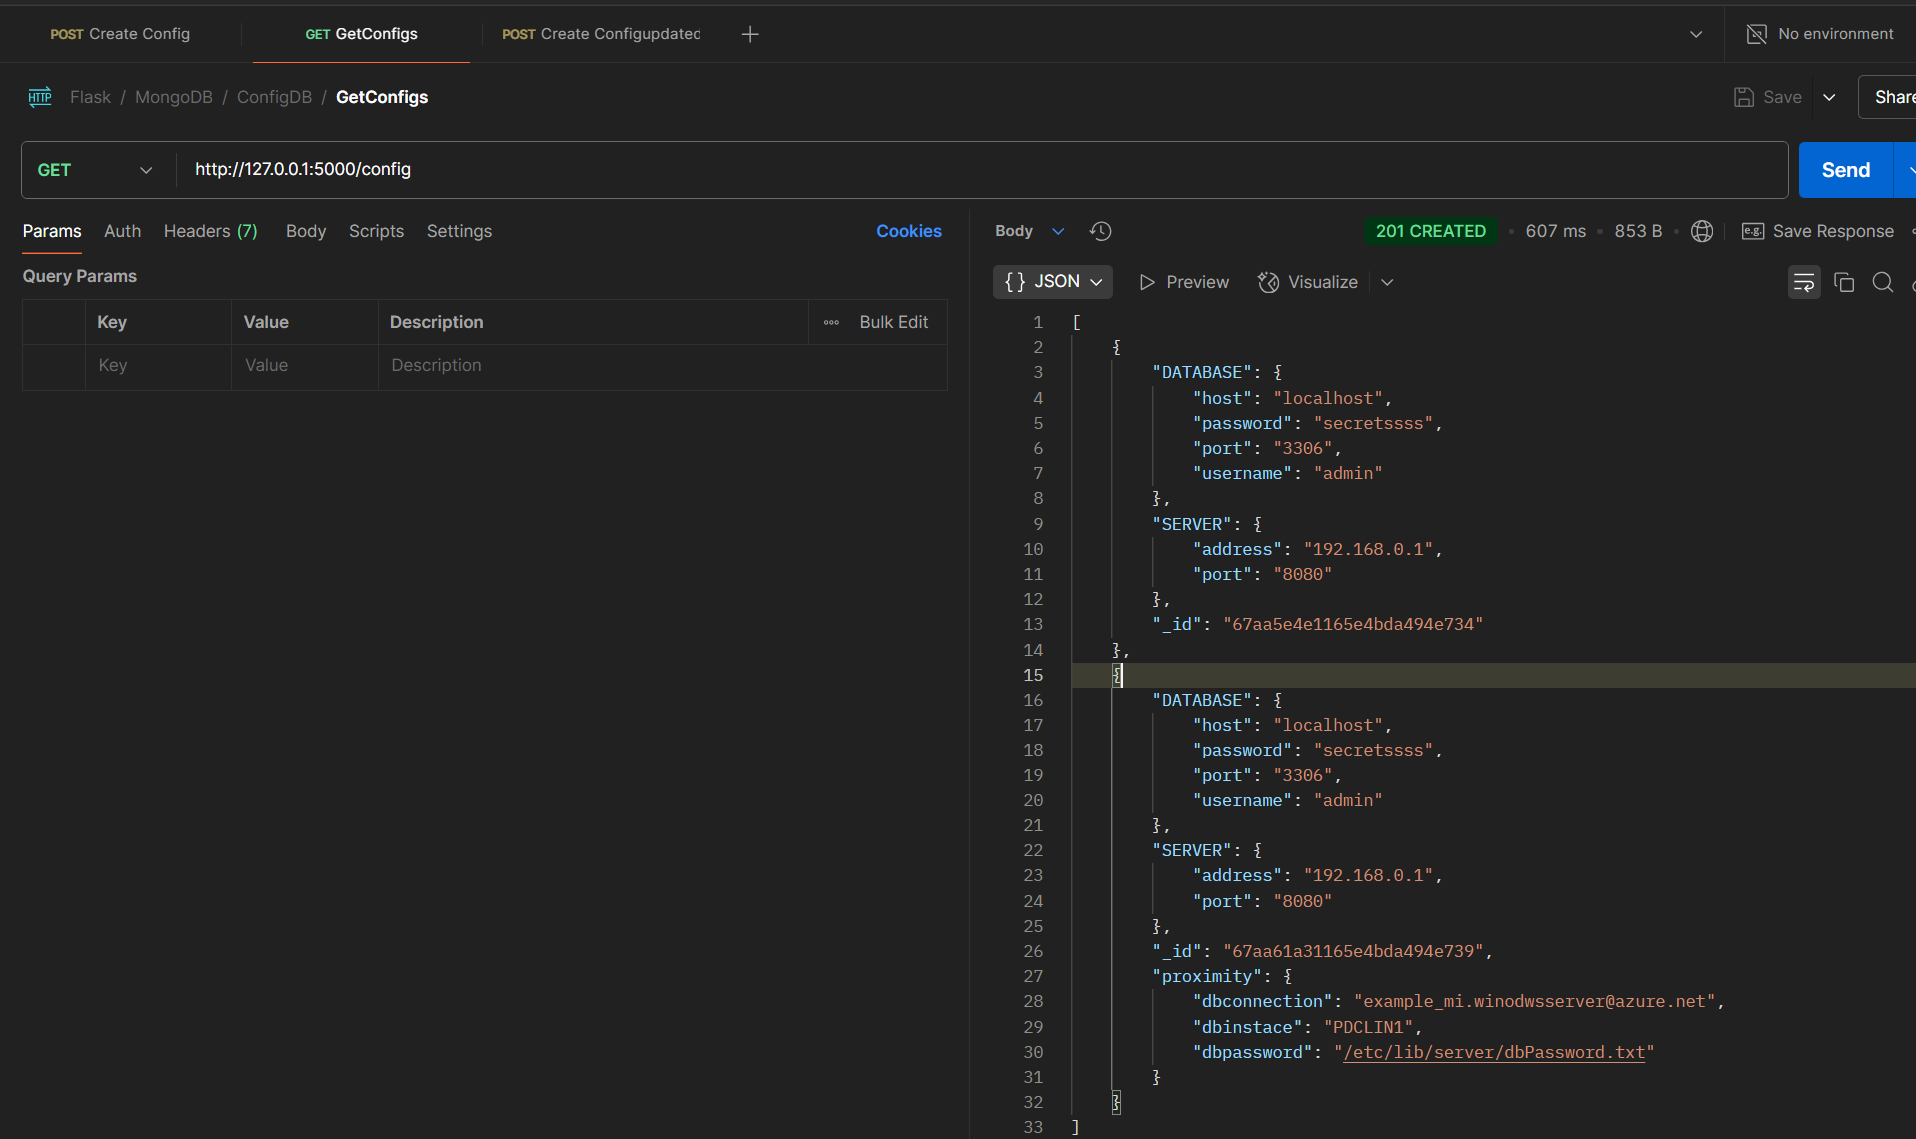 POST Create Config
GET GetConfigs
POST Create Configupdated
No environment
HTTP Flask / MongoDB / ConfigDB / GetConfigs
Save
Share
GET http://127.0.0.1:5000/config
Send
Params Auth Headers (7) Body Scripts Settings Cookies
Query Params
Key Value Description Bulk Edit
Key Value Description
Body 201 CREATED 607 ms 853 B e.g. Save Response
{} JSON Preview Visualize
1 [
2 {
3 "DATABASE": {
4 "host": "localhost",
5 "password": "secretssss",
6 "port": "3306",
7 "username": "admin"
8 },
9 "SERVER": {
10 "address": "192.168.0.1",
11 "port": "8080"
12 },
13 "_id": "67aa5e4e1165e4bda494e734"
14 },
15 {
16 "DATABASE": {
17 "host": "localhost",
18 "password": "secretssss",
19 "port": "3306",
20 "username": "admin"
21 },
22 "SERVER": {
23 "address": "192.168.0.1",
24 "port": "8080"
25 },
26 "_id": "67aa61a31165e4bda494e739",
27 "proximity": {
28 "dbconnection": "example_mi.winodwsserver@azure.net",
29 "dbinstace": "PDCLIN1",
30 "dbpassword": "/etc/lib/server/dbPassword.txt"
31 }
32 }
33 ]